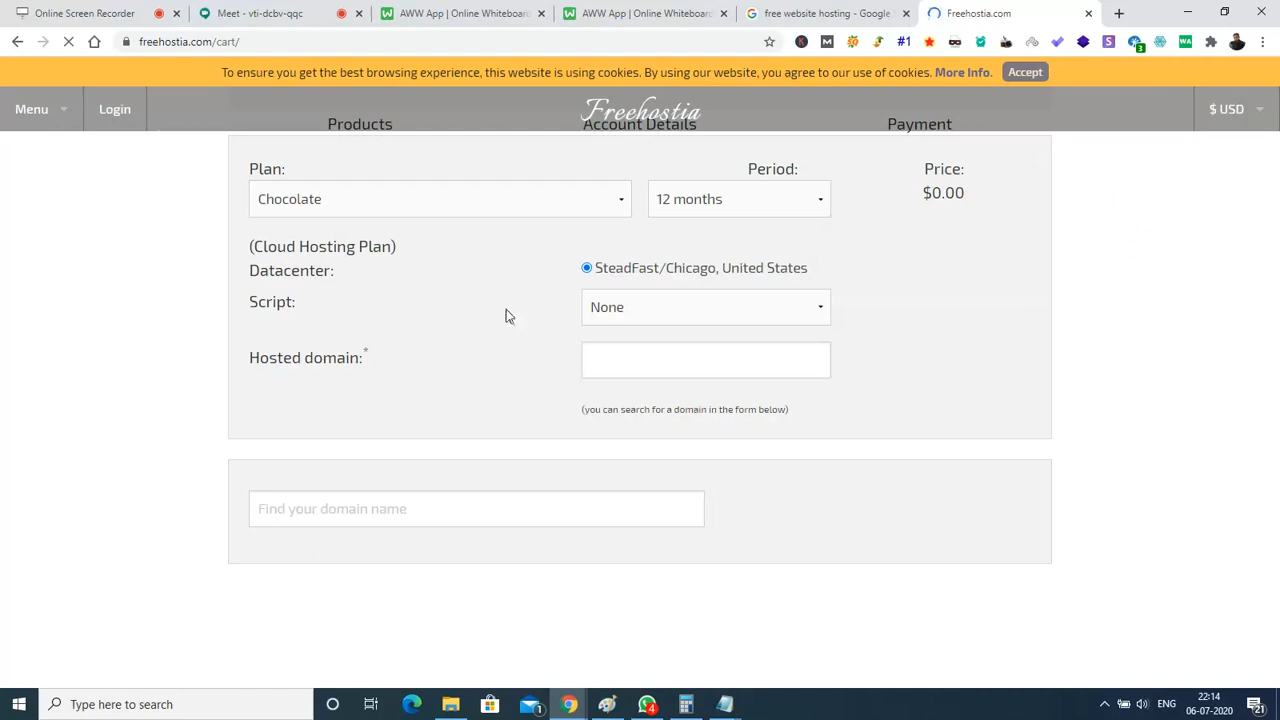 Online Screen Recorder
Meet - vti-dcbv-qqc
AWW App | Online Whiteboard
AWW App | Online Whiteboard
free website hosting - Google
Freehostia.com
freehostia.com/cart/
To ensure you get the best browsing experience, this website is using cookies. By using our website, you agree to our use of cookies. More Info. Accept
Menu Login Freehostia $ USD
Products Account Details Payment
Plan: Period: Price:
Chocolate 12 months $0.00
(Cloud Hosting Plan)
Datacenter: SteadFast/Chicago, United States
Script: None
Hosted domain:*
(you can search for a domain in the form below)
Find your domain name
Type here to search
ENG
22:14
06-07-2020